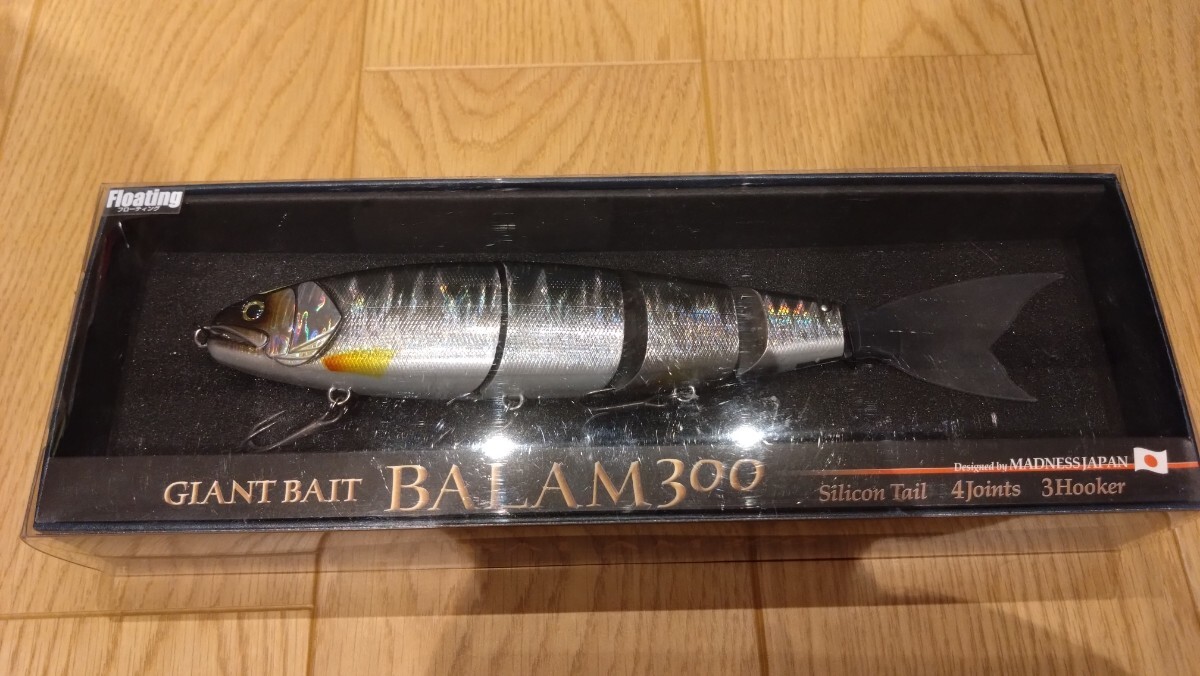 Floating
フローティング
GIANT BAIT BALAM300
Designed by MADNESS JAPAN
Silicon Tail 4Joints 3Hooker